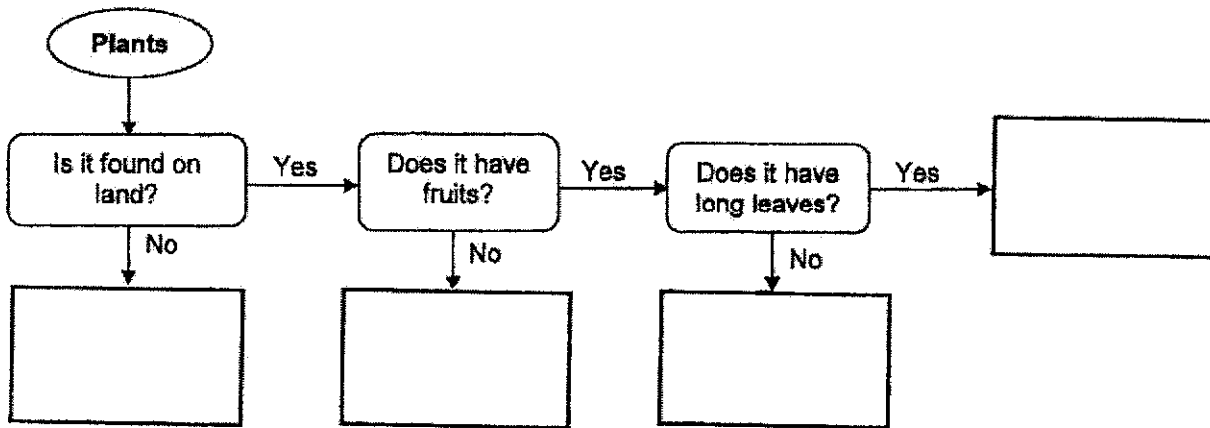 Plants
Is it found on
land?
Yes
Does it have
fruits?
Yes
Does it have
long leaves?
Yes
No
No
No